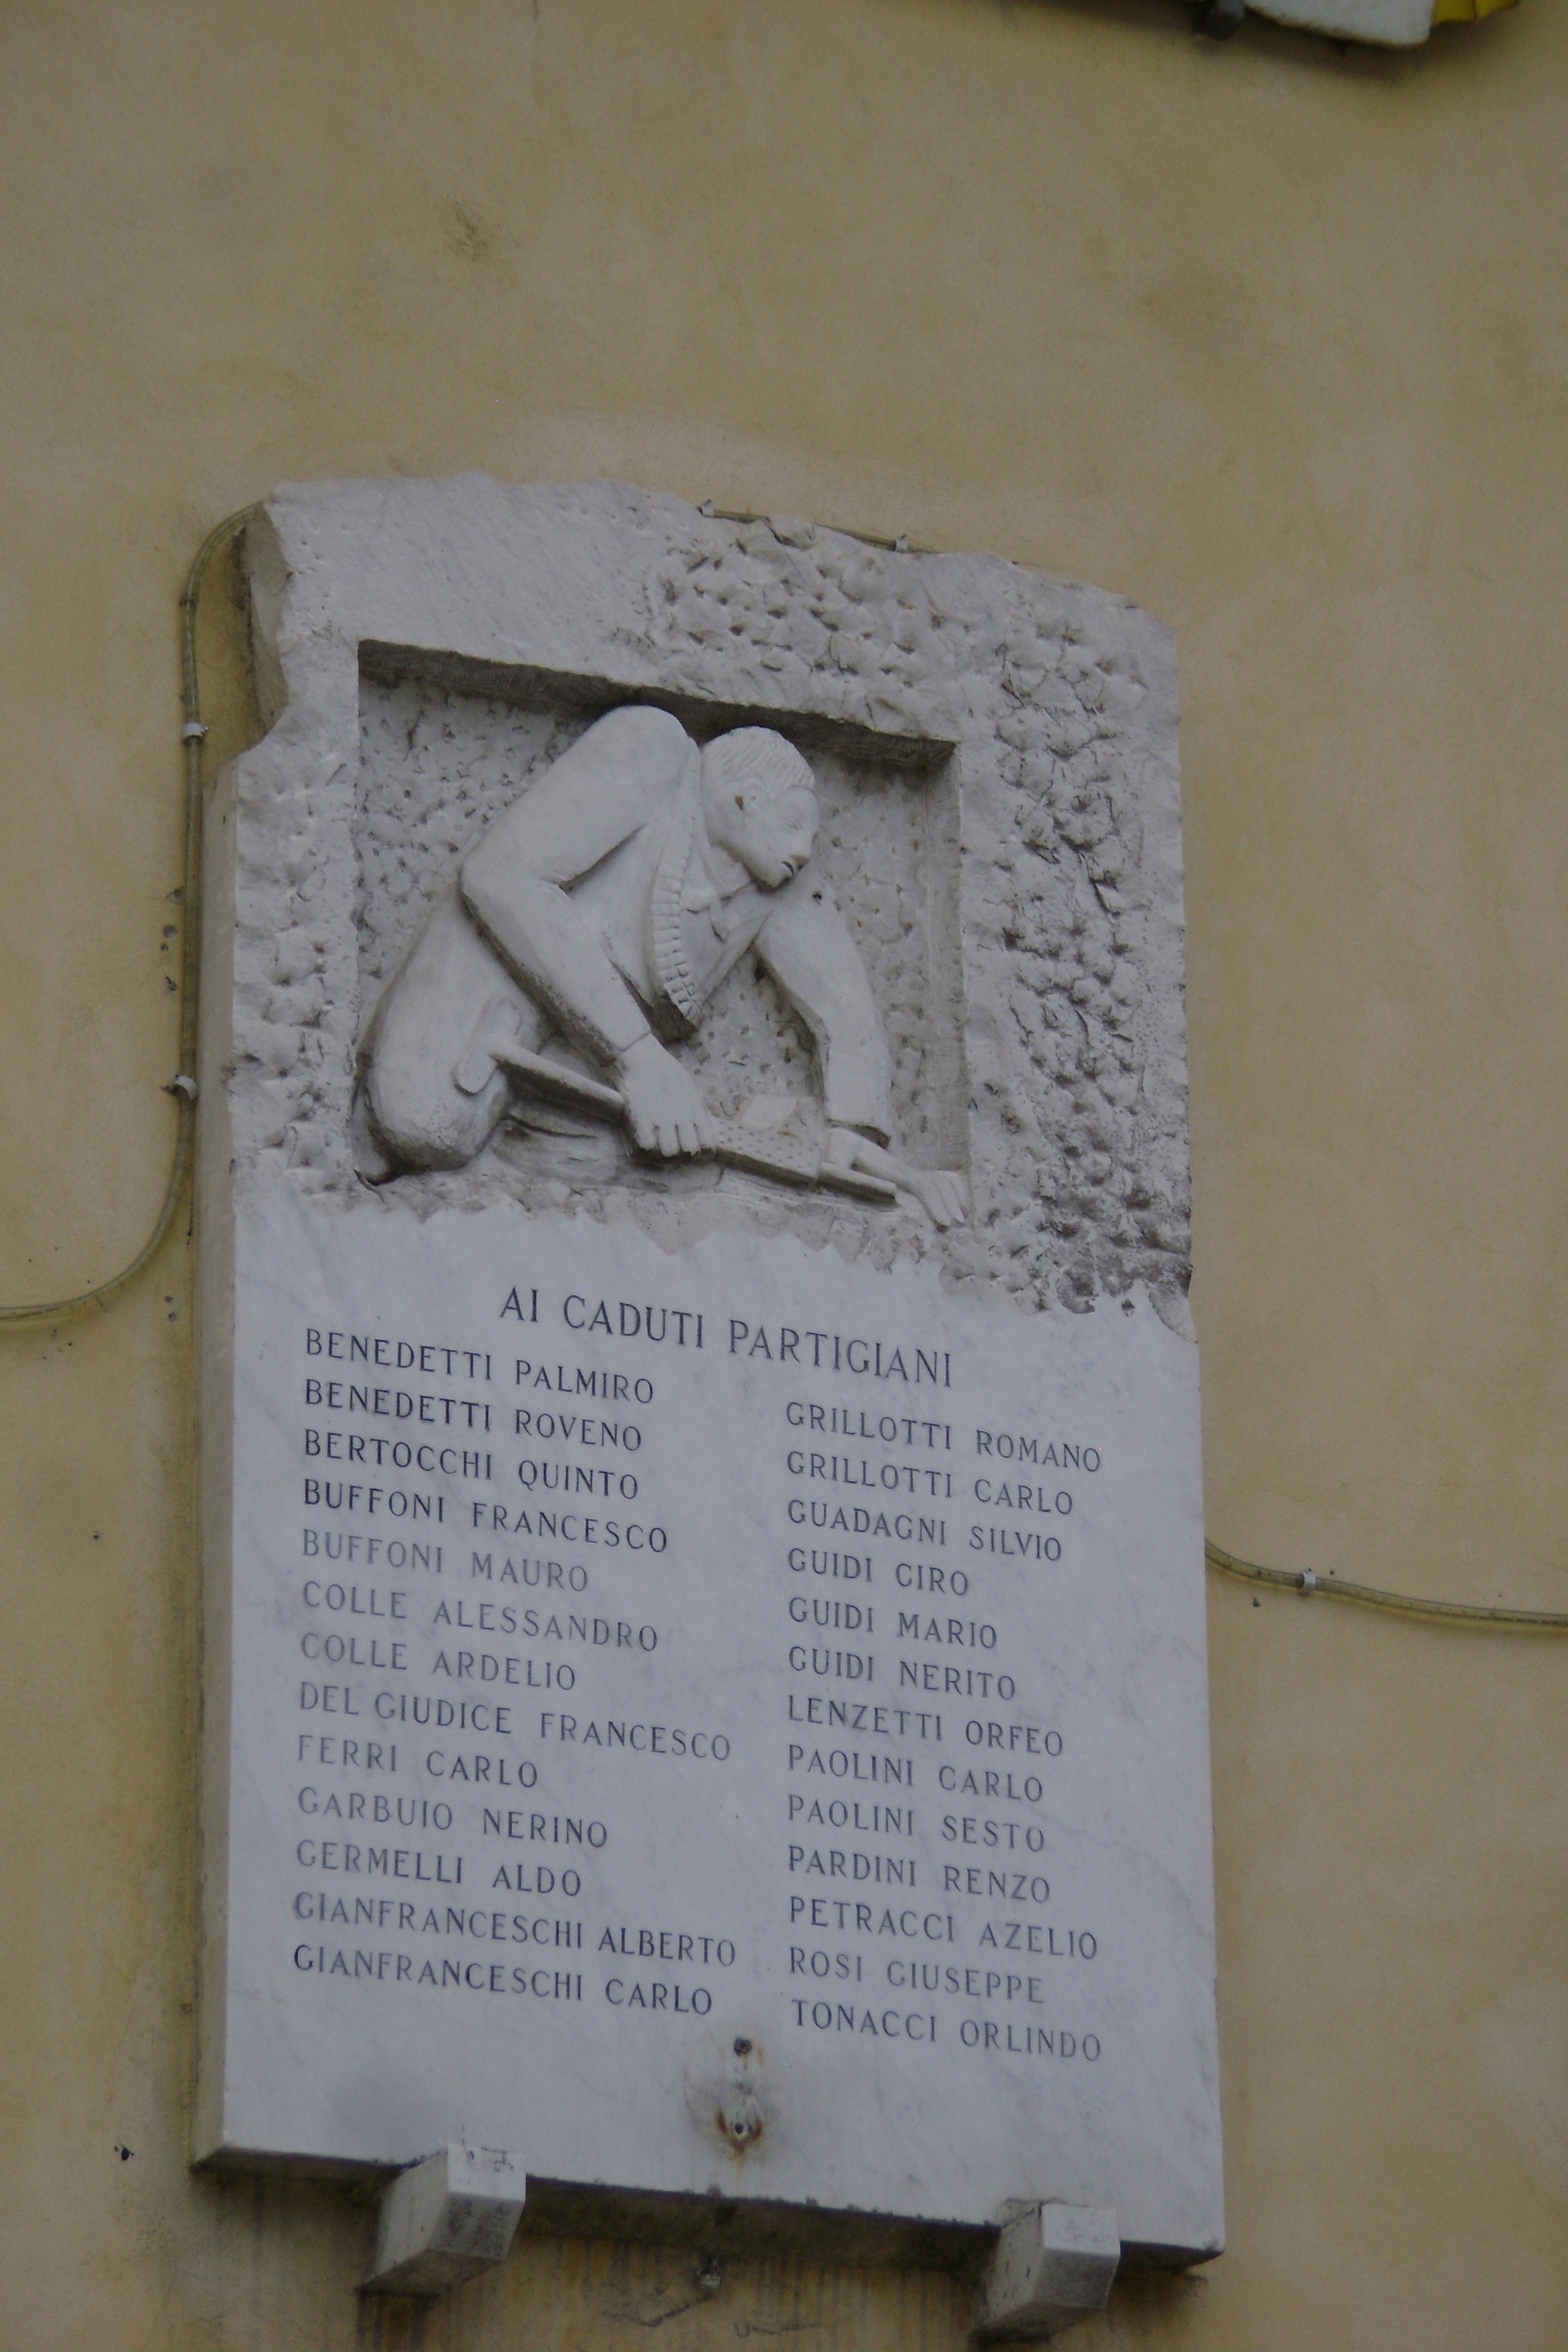 AI CADUTI PARTIGIANI
BENEDETTI PALMIRO
BENEDETTI ROVENO
BERTOCCHI QUINTO
BUFFONI FRANCESCO
BUFFONI MAURO
COLLE ALESSANDRO
COLLE ARDELIO
DEL GIUDICE FRANCESCO
FERRI CARLO
GARBUIO NERINO
GERMELLI ALDO
GIANFRANCESCHI ALBERTO
GIANFRANCESCHI CARLO
GRILLOTTI ROMANO
GRILLOTTI CARLO
GUADAGNI SILVIO
GUIDI CIRO
GUIDI MARIO
GUIDI NERITO
LENZETTI ORFEO
PAOLINI CARLO
PAOLINI SESTO
PARDINI RENZO
PETRACCI AZELIO
ROSI GIUSEPPE
TONACCI ORLINDO